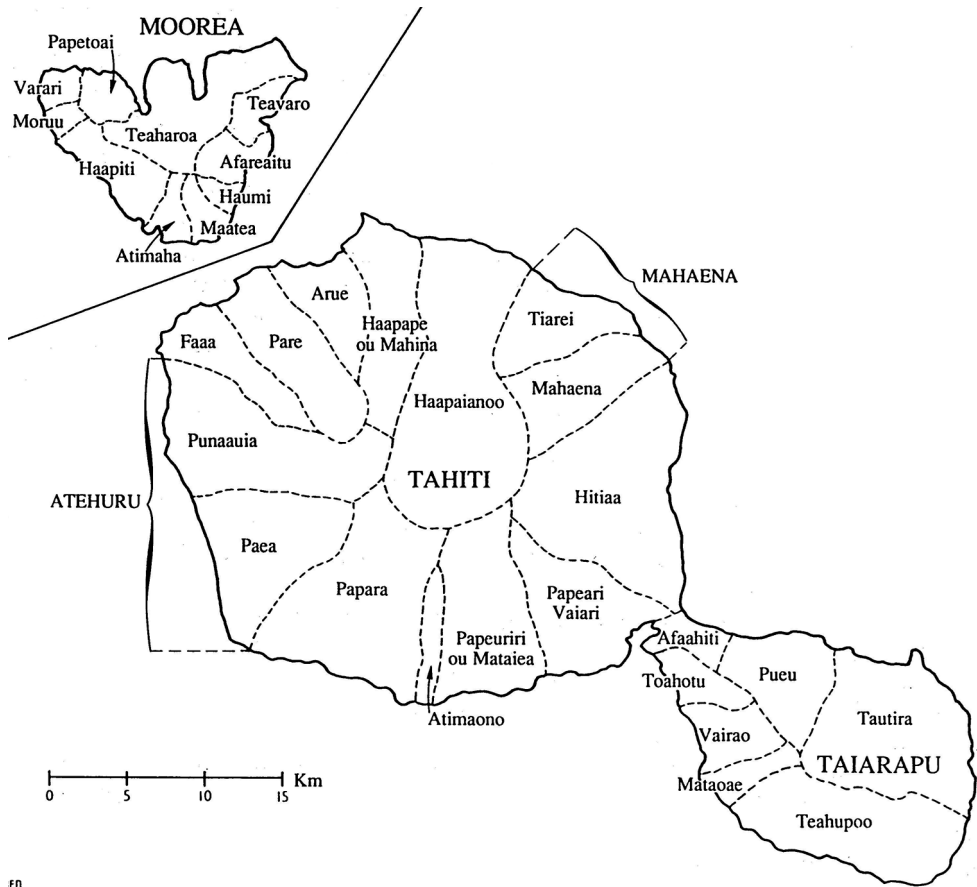 MOOREA
Papetoai
Varari
Moruu
Teavaro
Teaharoa
Afareaitu
Haapiti
Haumi
Maatea
Atimaha
MAHAENA
Arue
Tiarei
Haapape
ou Mahina
Faaa
Pare
Mahaena
Haapaianoo
Punaauia
TAHITI
ATEHURU
Hitiaa
Paea
Papara
Papeari
Vaiari
Papeuriri
ou Mataiea
Afaahiti
Toahotu
Pueu
Atimaono
Tautira
Vairao
TAIARAPU
Mataoae
Teahupoo
Km
0 5 10 15